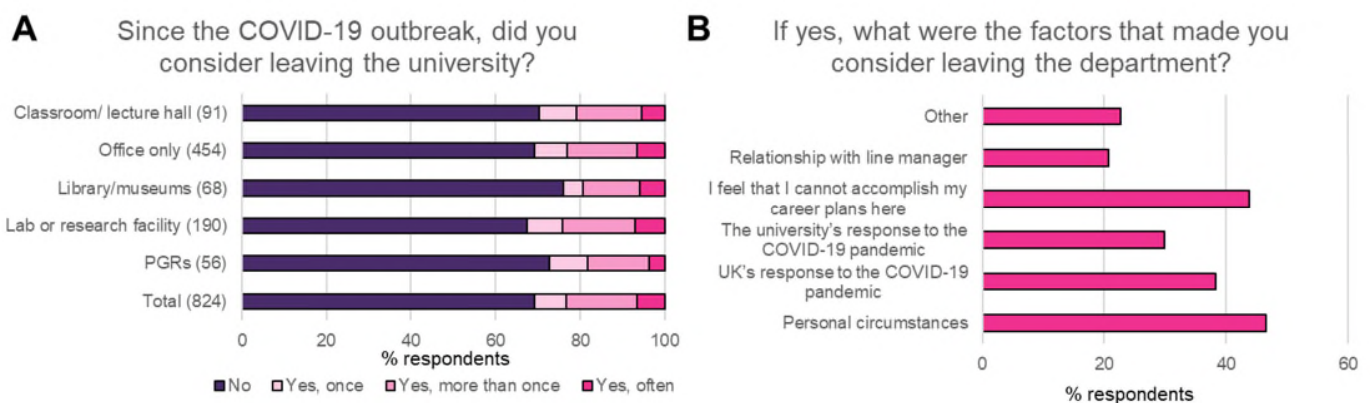 A
Since the COVID-19 outbreak, did you
consider leaving the university?
Classroom/ lecture hall (91)
Office only (454)
Library/museums (68)
Lab or research facility (190)
PGRs (56)
Total (824)
0 20 40 60 80 100
% respondents
No Yes, once Yes, more than once Yes, often
B
If yes, what were the factors that made you
consider leaving the department?
Other
Relationship with line manager
I feel that I cannot accomplish my
career plans here
The university's response to the
COVID-19 pandemic
UK's response to the COVID-19
pandemic
Personal circumstances
0 20 40 60
% respondents